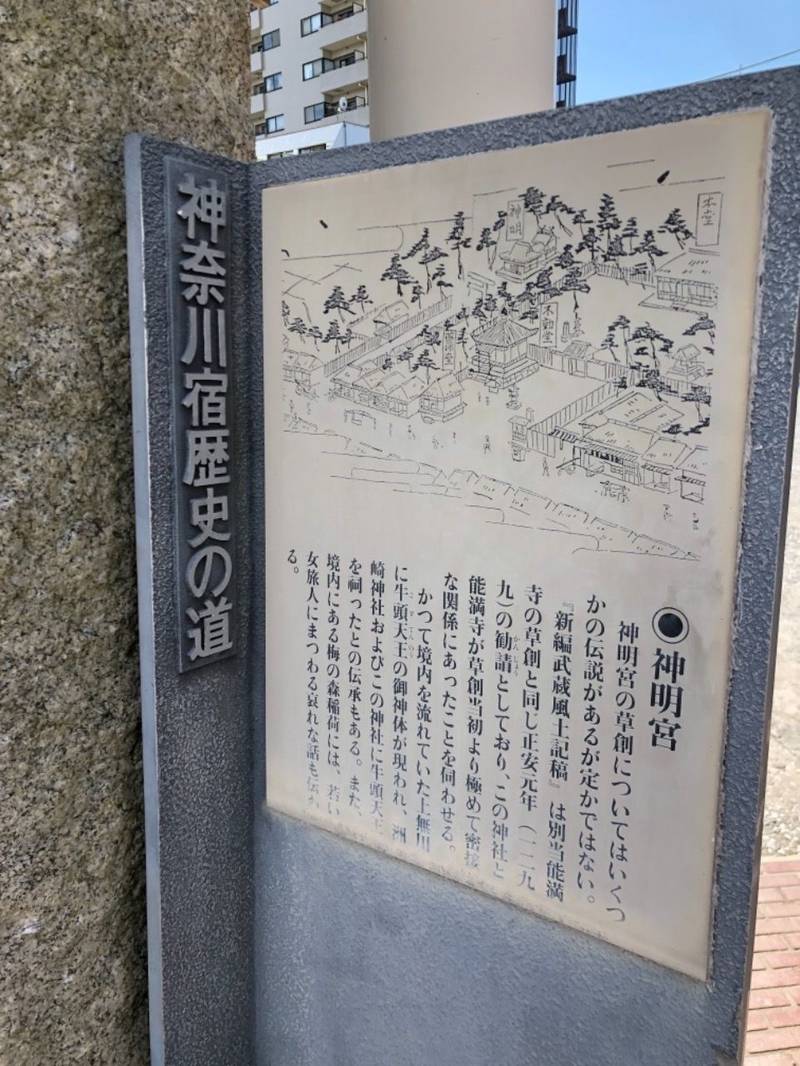 神奈川宿歴史の道
神明
本堂
不動堂
神明宮
神明宮の草創についてはいくつ
かの伝説があるが定かではない。
『新編武蔵風土記稿』は別当能満
寺の草創と同じ正安元年(一二九
九)の勧請としており、この神社と
能満寺が草創当初より極めて密接
な関係にあったことを伺わせる。
かつて境内を流れていた上無川
に牛頭天王の御神体が現われ、洲
崎神社およびこの神社に牛頭天王
を祠ったとの伝承もある。また、
境内にある梅の森稲荷には、若い
女旅人にまつわる哀れな話も伝わ
る。